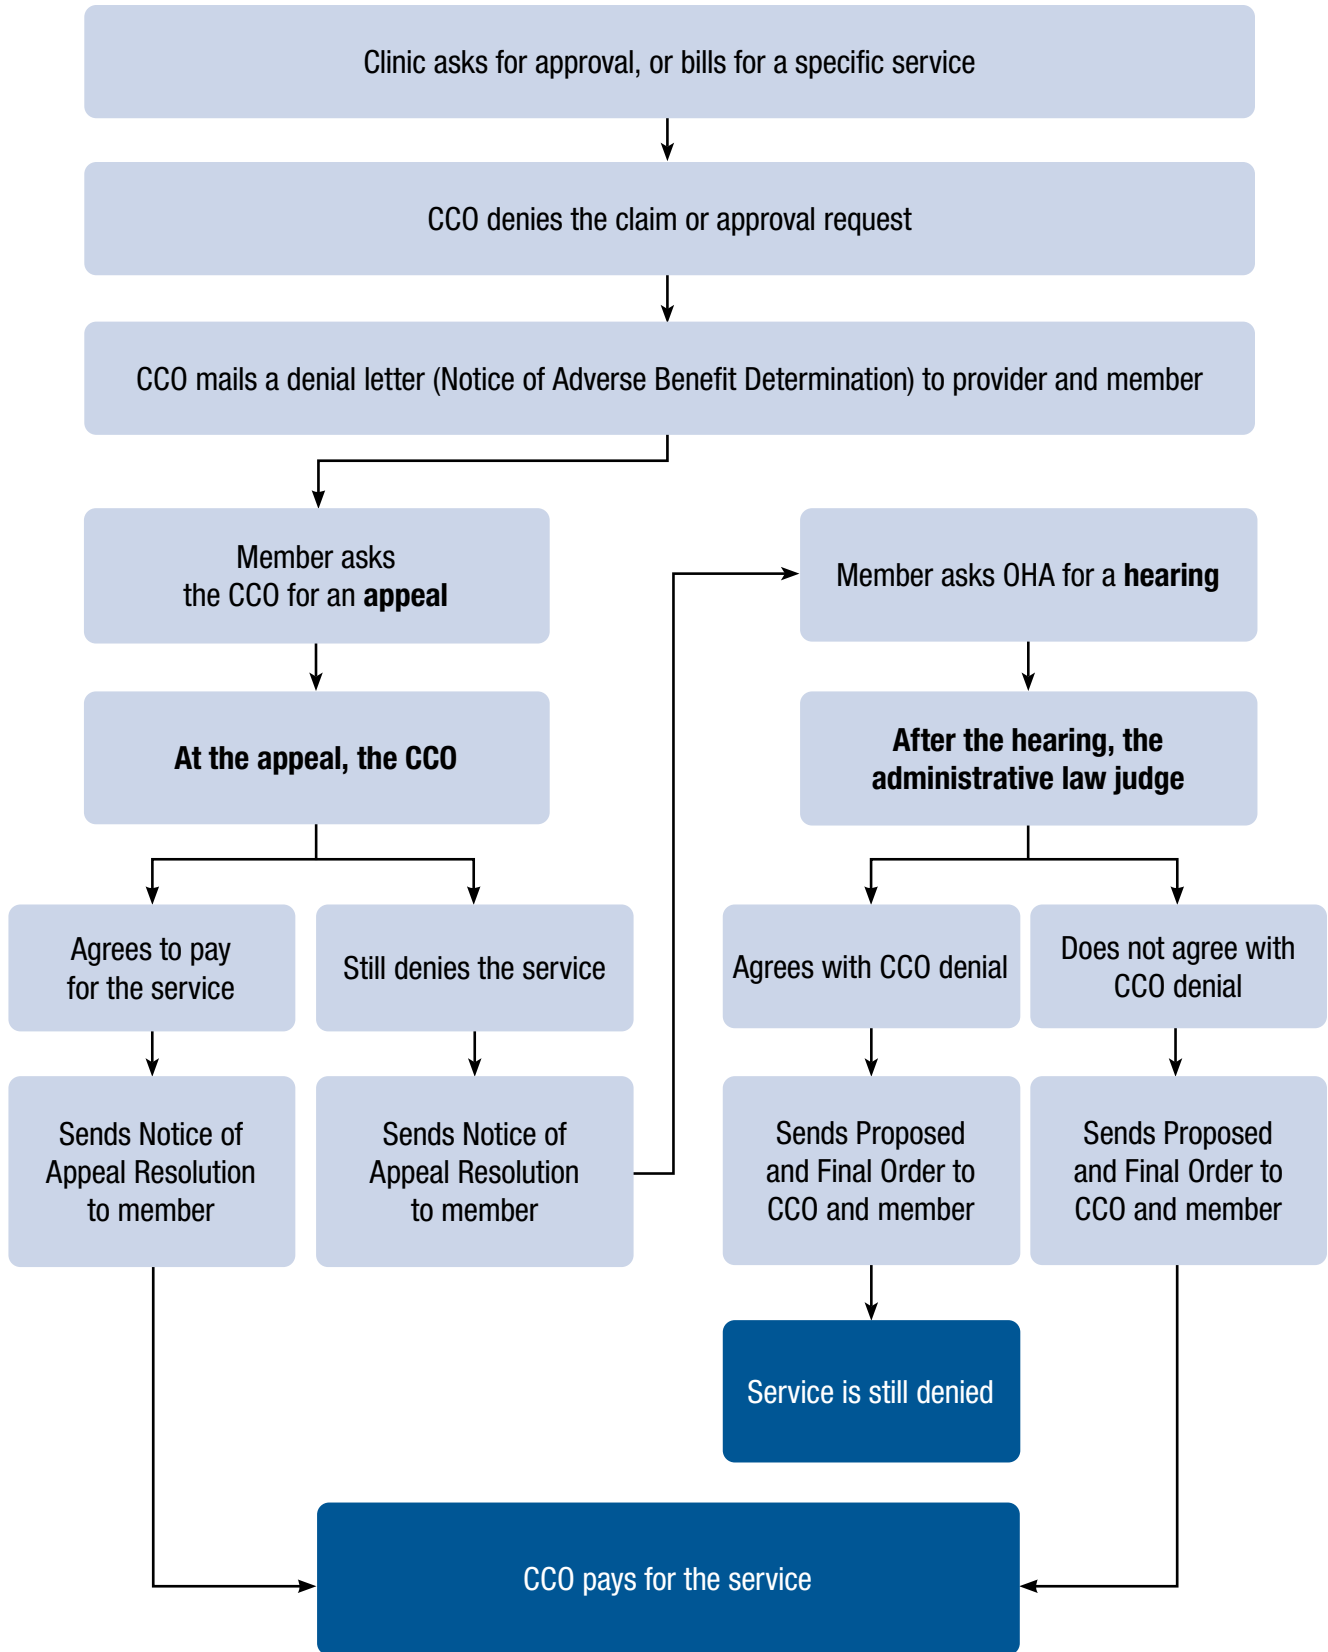 Clinic asks for approval, or bills for a specific service
CCO denies the claim or approval request
CCO mails a denial letter (Notice of Adverse Benefit Determination) to provider and member
Member asks
the CCO for an appeal
At the appeal, the CCO
Agrees to pay
for the service
Still denies the service
Sends Notice of
Appeal Resolution
to member
Sends Notice of
Appeal Resolution
to member
Member asks OHA for a hearing
After the hearing, the
administrative law judge
Agrees with CCO denial
Does not agree with
CCO denial
Sends Proposed
and Final Order to
CCO and member
Sends Proposed
and Final Order to
CCO and member
Service is still denied
CCO pays for the service